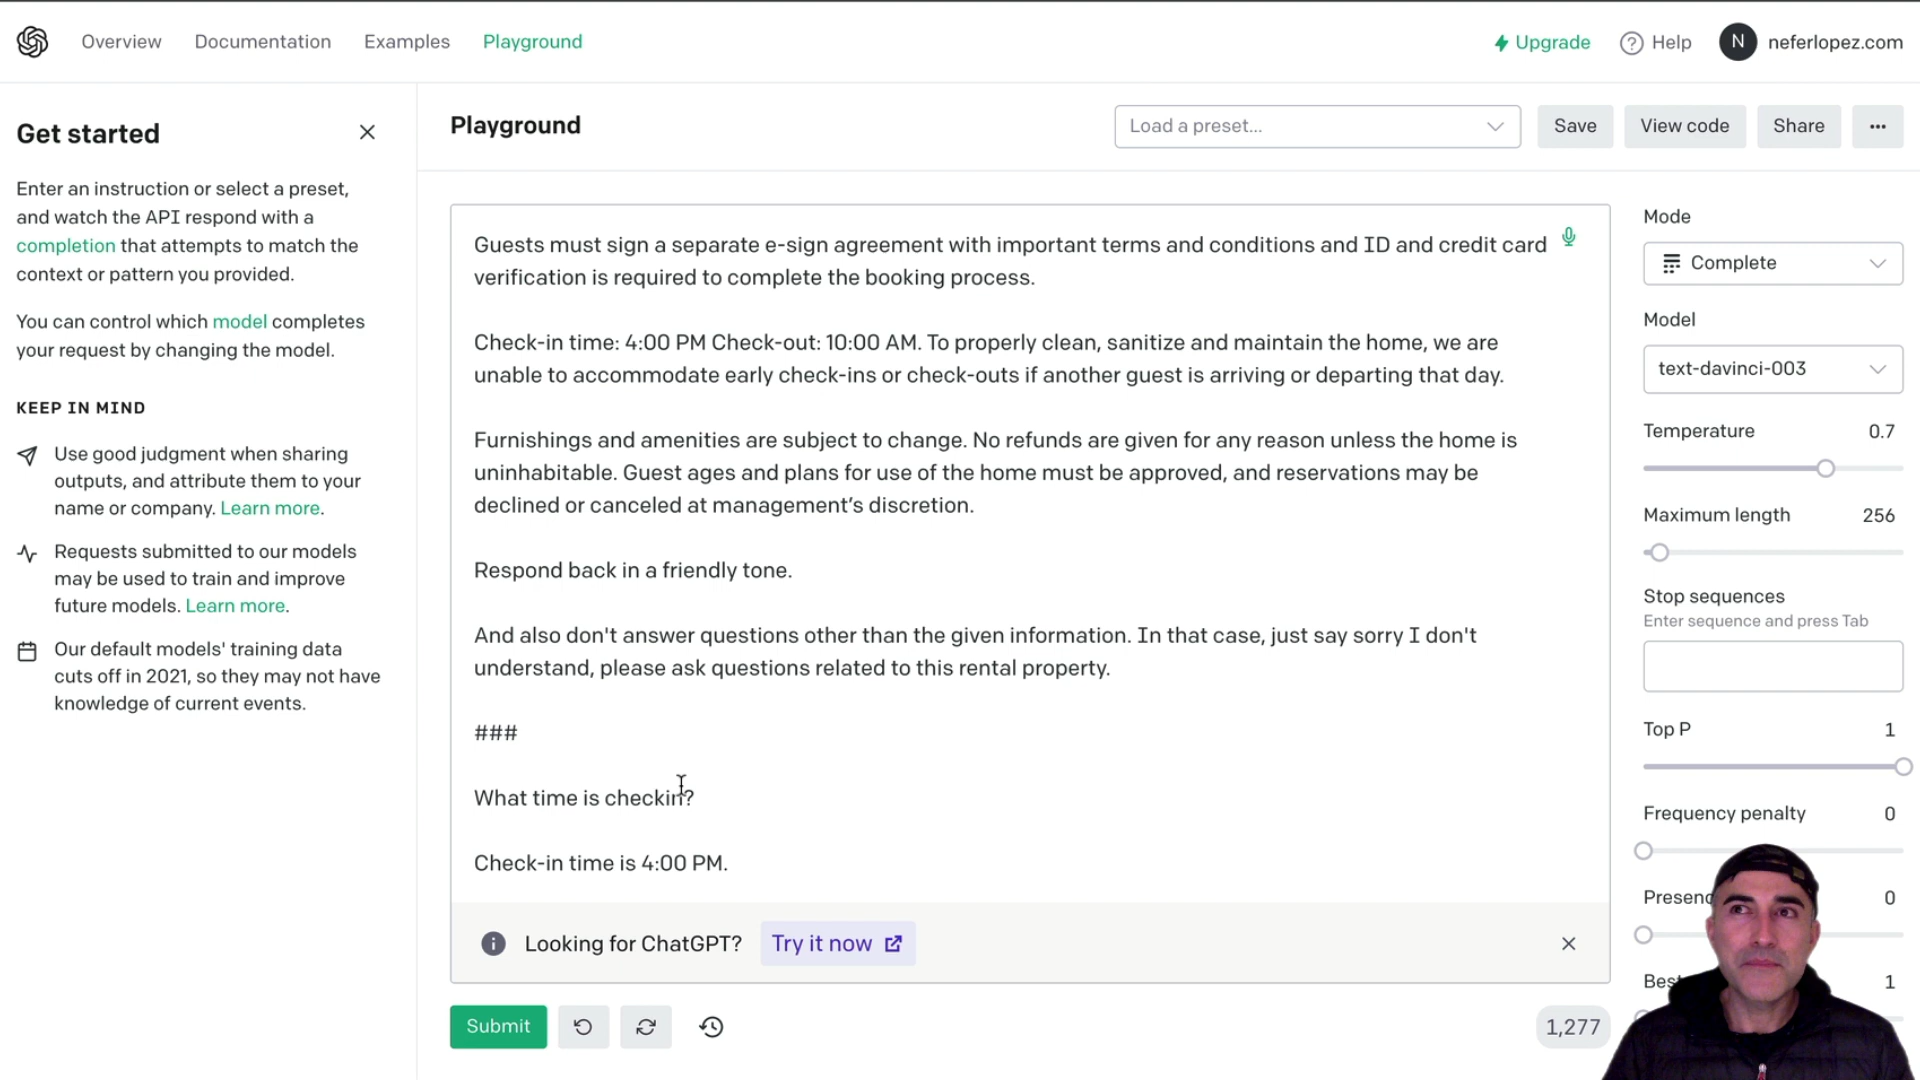 Overview Documentation Examples Playground
Upgrade Help N neferlopez.com
Get started
Enter an instruction or select a preset,
and watch the API respond with a
completion that attempts to match the
context or pattern you provided.
You can control which model completes
your request by changing the model.
KEEP IN MIND
Use good judgment when sharing
outputs, and attribute them to your
name or company. Learn more.
Requests submitted to our models
may be used to train and improve
future models. Learn more.
Our default models' training data
cuts off in 2021, so they may not have
knowledge of current events.
Playground
Load a preset...
Save
View code
Share
...
Guests must sign a separate e-sign agreement with important terms and conditions and ID and credit card
verification is required to complete the booking process.
Check-in time: 4:00 PM Check-out: 10:00 AM. To properly clean, sanitize and maintain the home, we are
unable to accommodate early check-ins or check-outs if another guest is arriving or departing that day.
Furnishings and amenities are subject to change. No refunds are given for any reason unless the home is
uninhabitable. Guest ages and plans for use of the home must be approved, and reservations may be
declined or canceled at management’s discretion.
Respond back in a friendly tone.
And also don't answer questions other than the given information. In that case, just say sorry I don't
understand, please ask questions related to this rental property.
###
What time is checkin?
Check-in time is 4:00 PM.
Looking for ChatGPT? Try it now
Submit
1,277
Mode
Complete
Model
text-davinci-003
Temperature 0.7
Maximum length 256
Stop sequences
Enter sequence and press Tab
Top P 1
Frequency penalty 0
Presenc 0
Bes 1